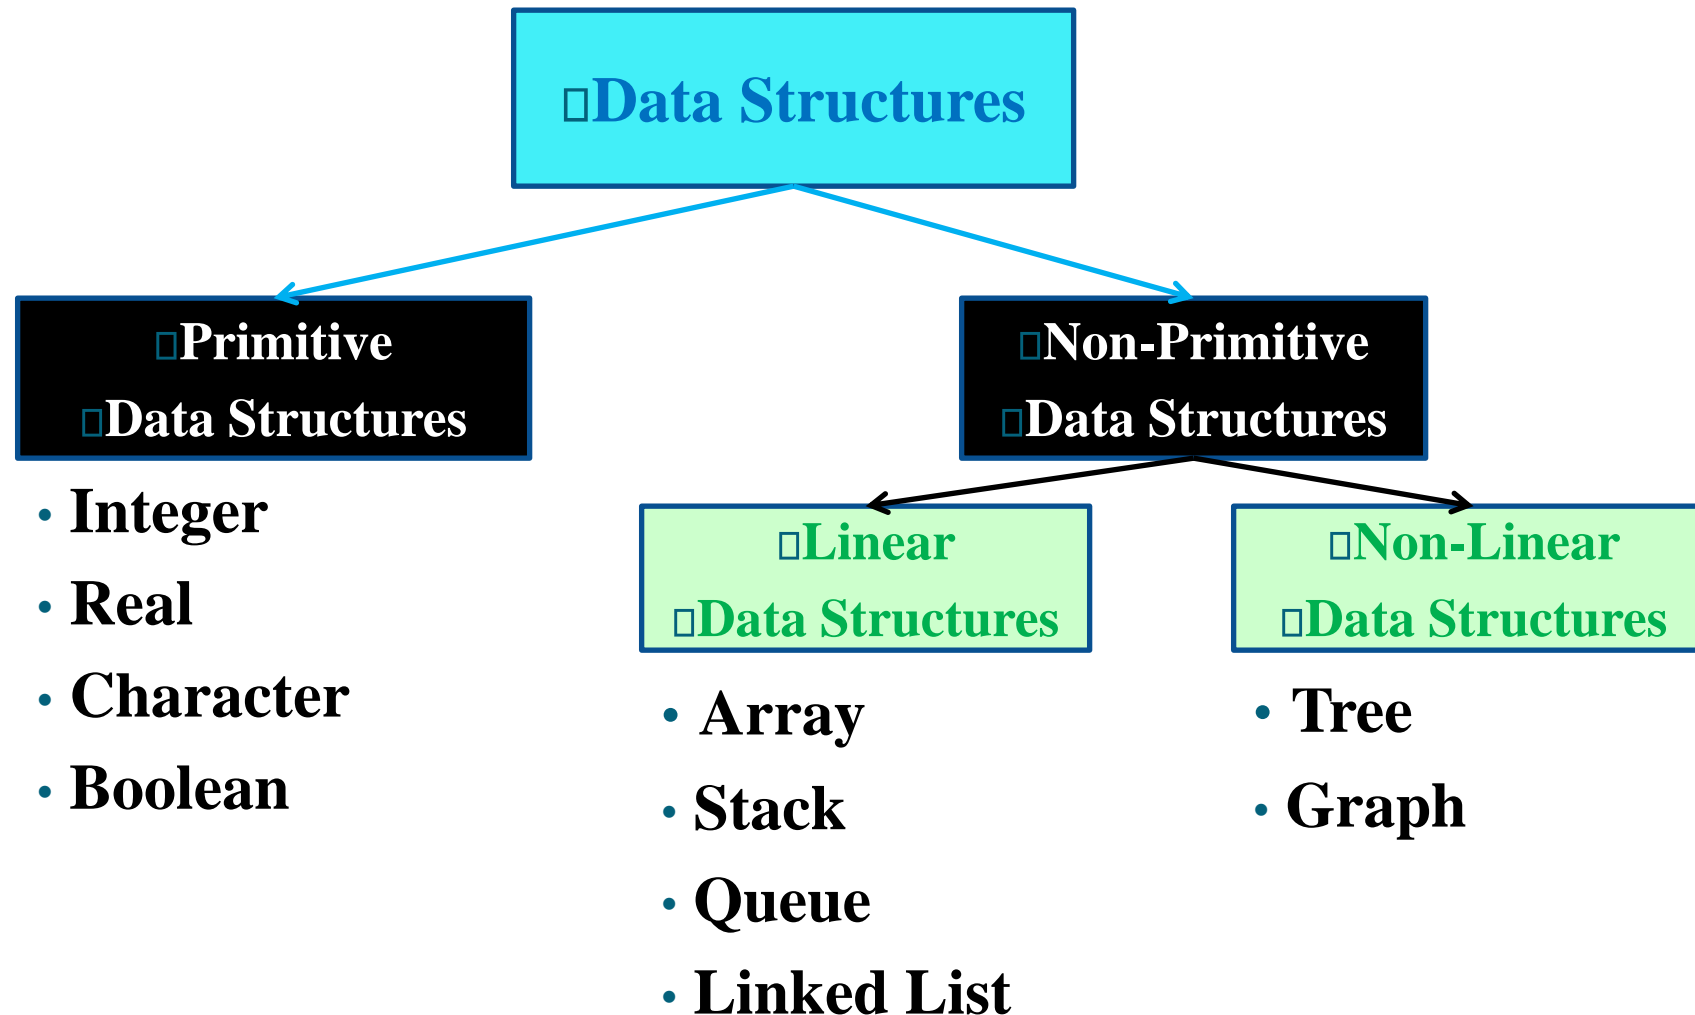 Data Structures
Primitive
Data Structures
• Integer
• Real
• Character
• Boolean
Non-Primitive
Data Structures
Linear
Data Structures
• Array
• Stack
• Queue
• Linked List
Non-Linear
Data Structures
• Tree
• Graph